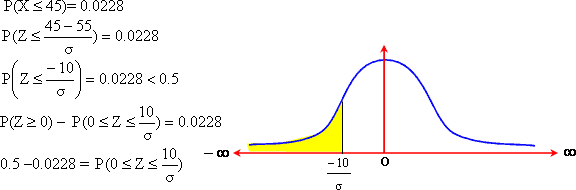 P(X ≤ 45)= 0.0228
P(Z ≤ (45 − 55)/σ) = 0.0228
P(Z ≤ −10/σ) = 0.0228 < 0.5
P(Z ≥ 0) − P(0 ≤ Z ≤ 10/σ) = 0.0228
0.5 −0.0228 = P(0 ≤ Z ≤ 10/σ)
−∞
−10/σ
O
∞